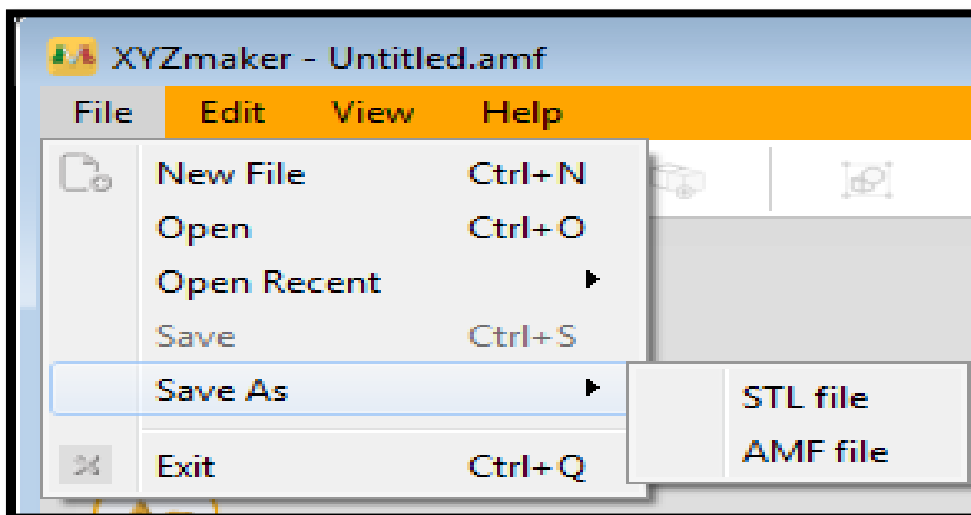 XYZmaker - Untitled.amf
File Edit View Help
New File Ctrl+N
Open Ctrl+O
Open Recent
Save Ctrl+S
Save As
STL file
AMF file
Exit Ctrl+Q